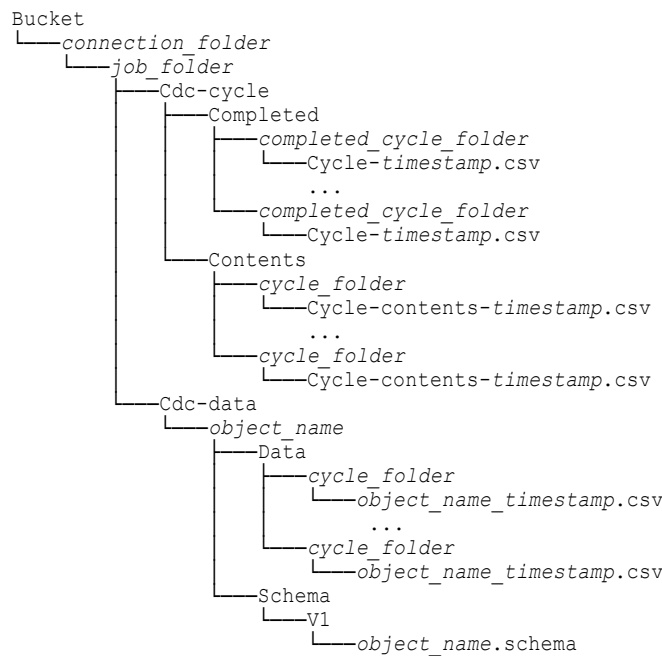 Bucket
└───connection_folder
    └───job_folder
        ├───Cdc-cycle
        │   ├───Completed
        │   │   ├───completed_cycle_folder
        │   │   │   └───Cycle-timestamp.csv
        │   │   │       ...
        │   │   └───completed_cycle_folder
        │   │       └───Cycle-timestamp.csv
        │   └───Contents
        │       ├───cycle_folder
        │       │   └───Cycle-contents-timestamp.csv
        │       │       ...
        │       └───cycle_folder
        │           └───Cycle-contents-timestamp.csv
        └───Cdc-data
            └───object_name
                ├───Data
                │   ├───cycle_folder
                │   │   └───object_name_timestamp.csv
                │   │       ...
                │   └───cycle_folder
                │       └───object_name_timestamp.csv
                └───Schema
                    └───V1
                        └───object_name.schema